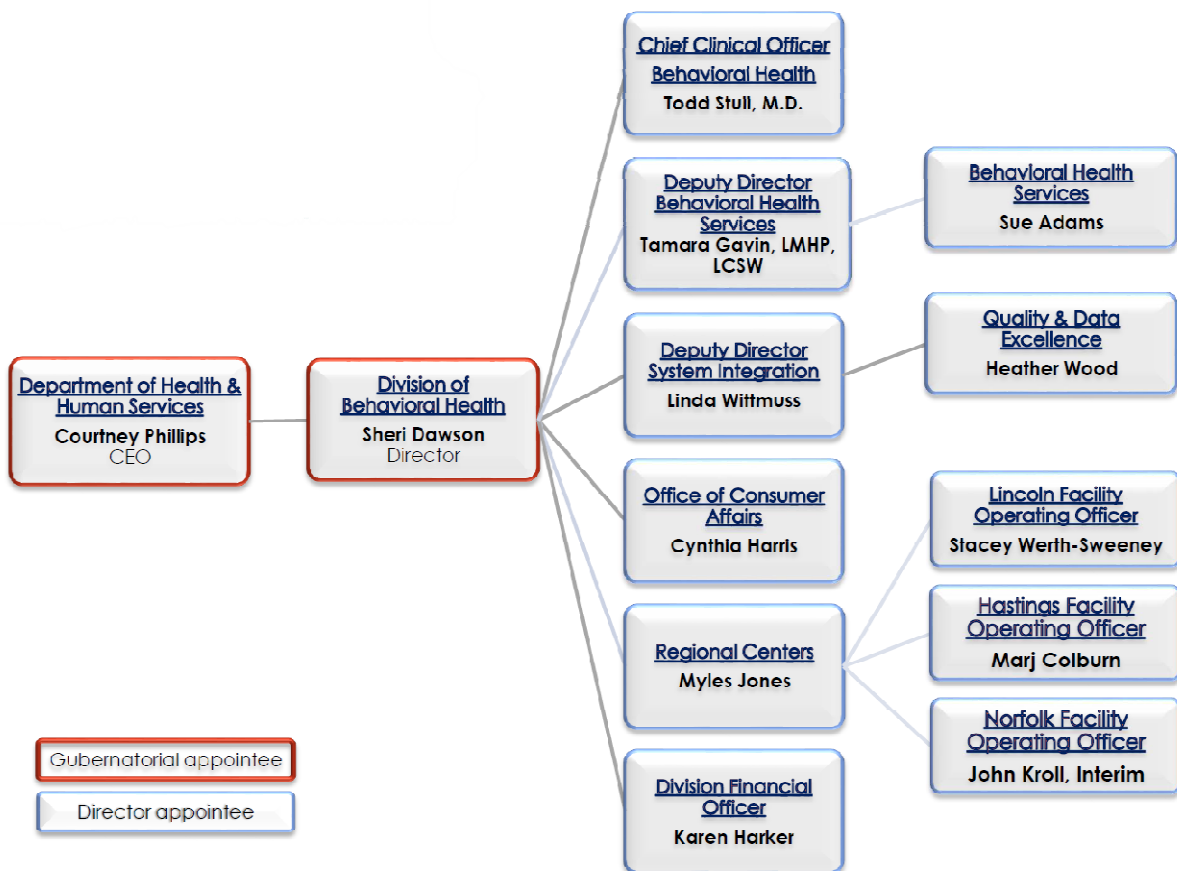 Chief Clinical Officer
Behavioral Health
Todd Stull, M.D.
Deputy Director
Behavioral Health
Services
Tamara Gavin, LMHP,
LCSW
Behavioral Health
Services
Sue Adams
Deputy Director
System Integration
Linda Wittmuss
Quality & Data
Excellence
Heather Wood
Department of Health &
Human Services
Courtney Phillips
CEO
Division of
Behavioral Health
Sheri Dawson
Director
Office of Consumer
Affairs
Cynthia Harris
Regional Centers
Myles Jones
Lincoln Facility
Operating Officer
Stacey Werth-Sweeney
Hastings Facility
Operating Officer
Marj Colburn
Norfolk Facility
Operating Officer
John Kroll, Interim
Division Financial
Officer
Karen Harker
Gubernatorial appointee
Director appointee